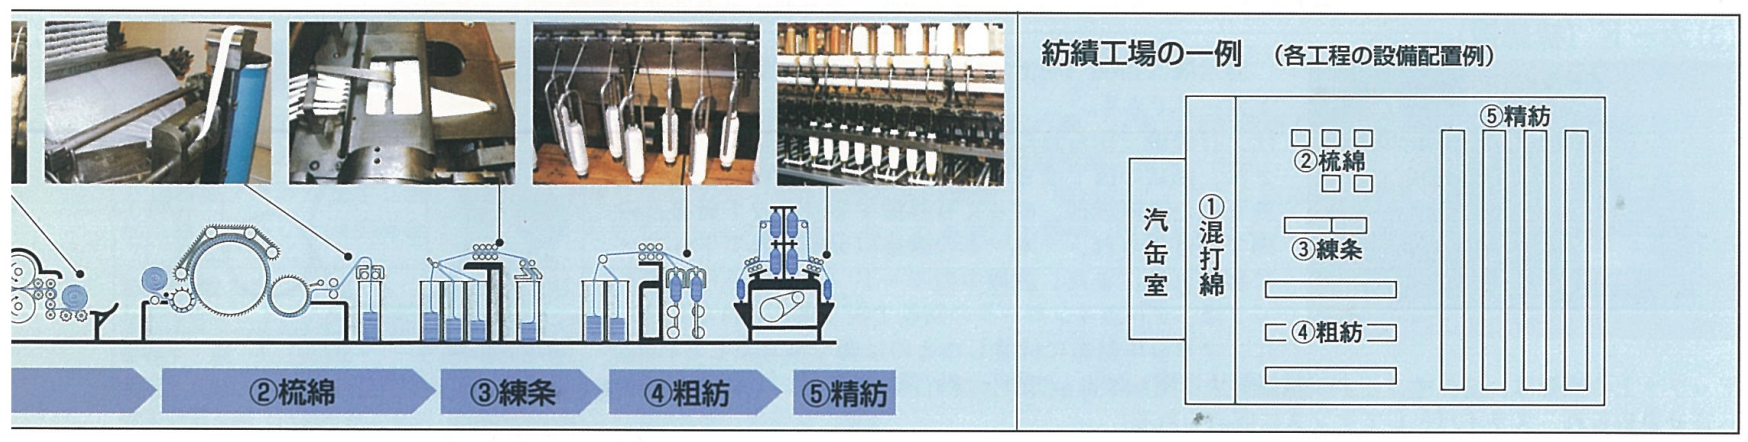 ②梳綿
③練条
④粗紡
⑤精紡
紡績工場の一例 (各工程の設備配置例)
汽缶室
①混打綿
②梳綿
③練条
④粗紡
⑤精紡